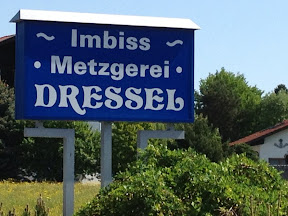 ~ Imbiss ~
• Metzgerei •
DRESSEL